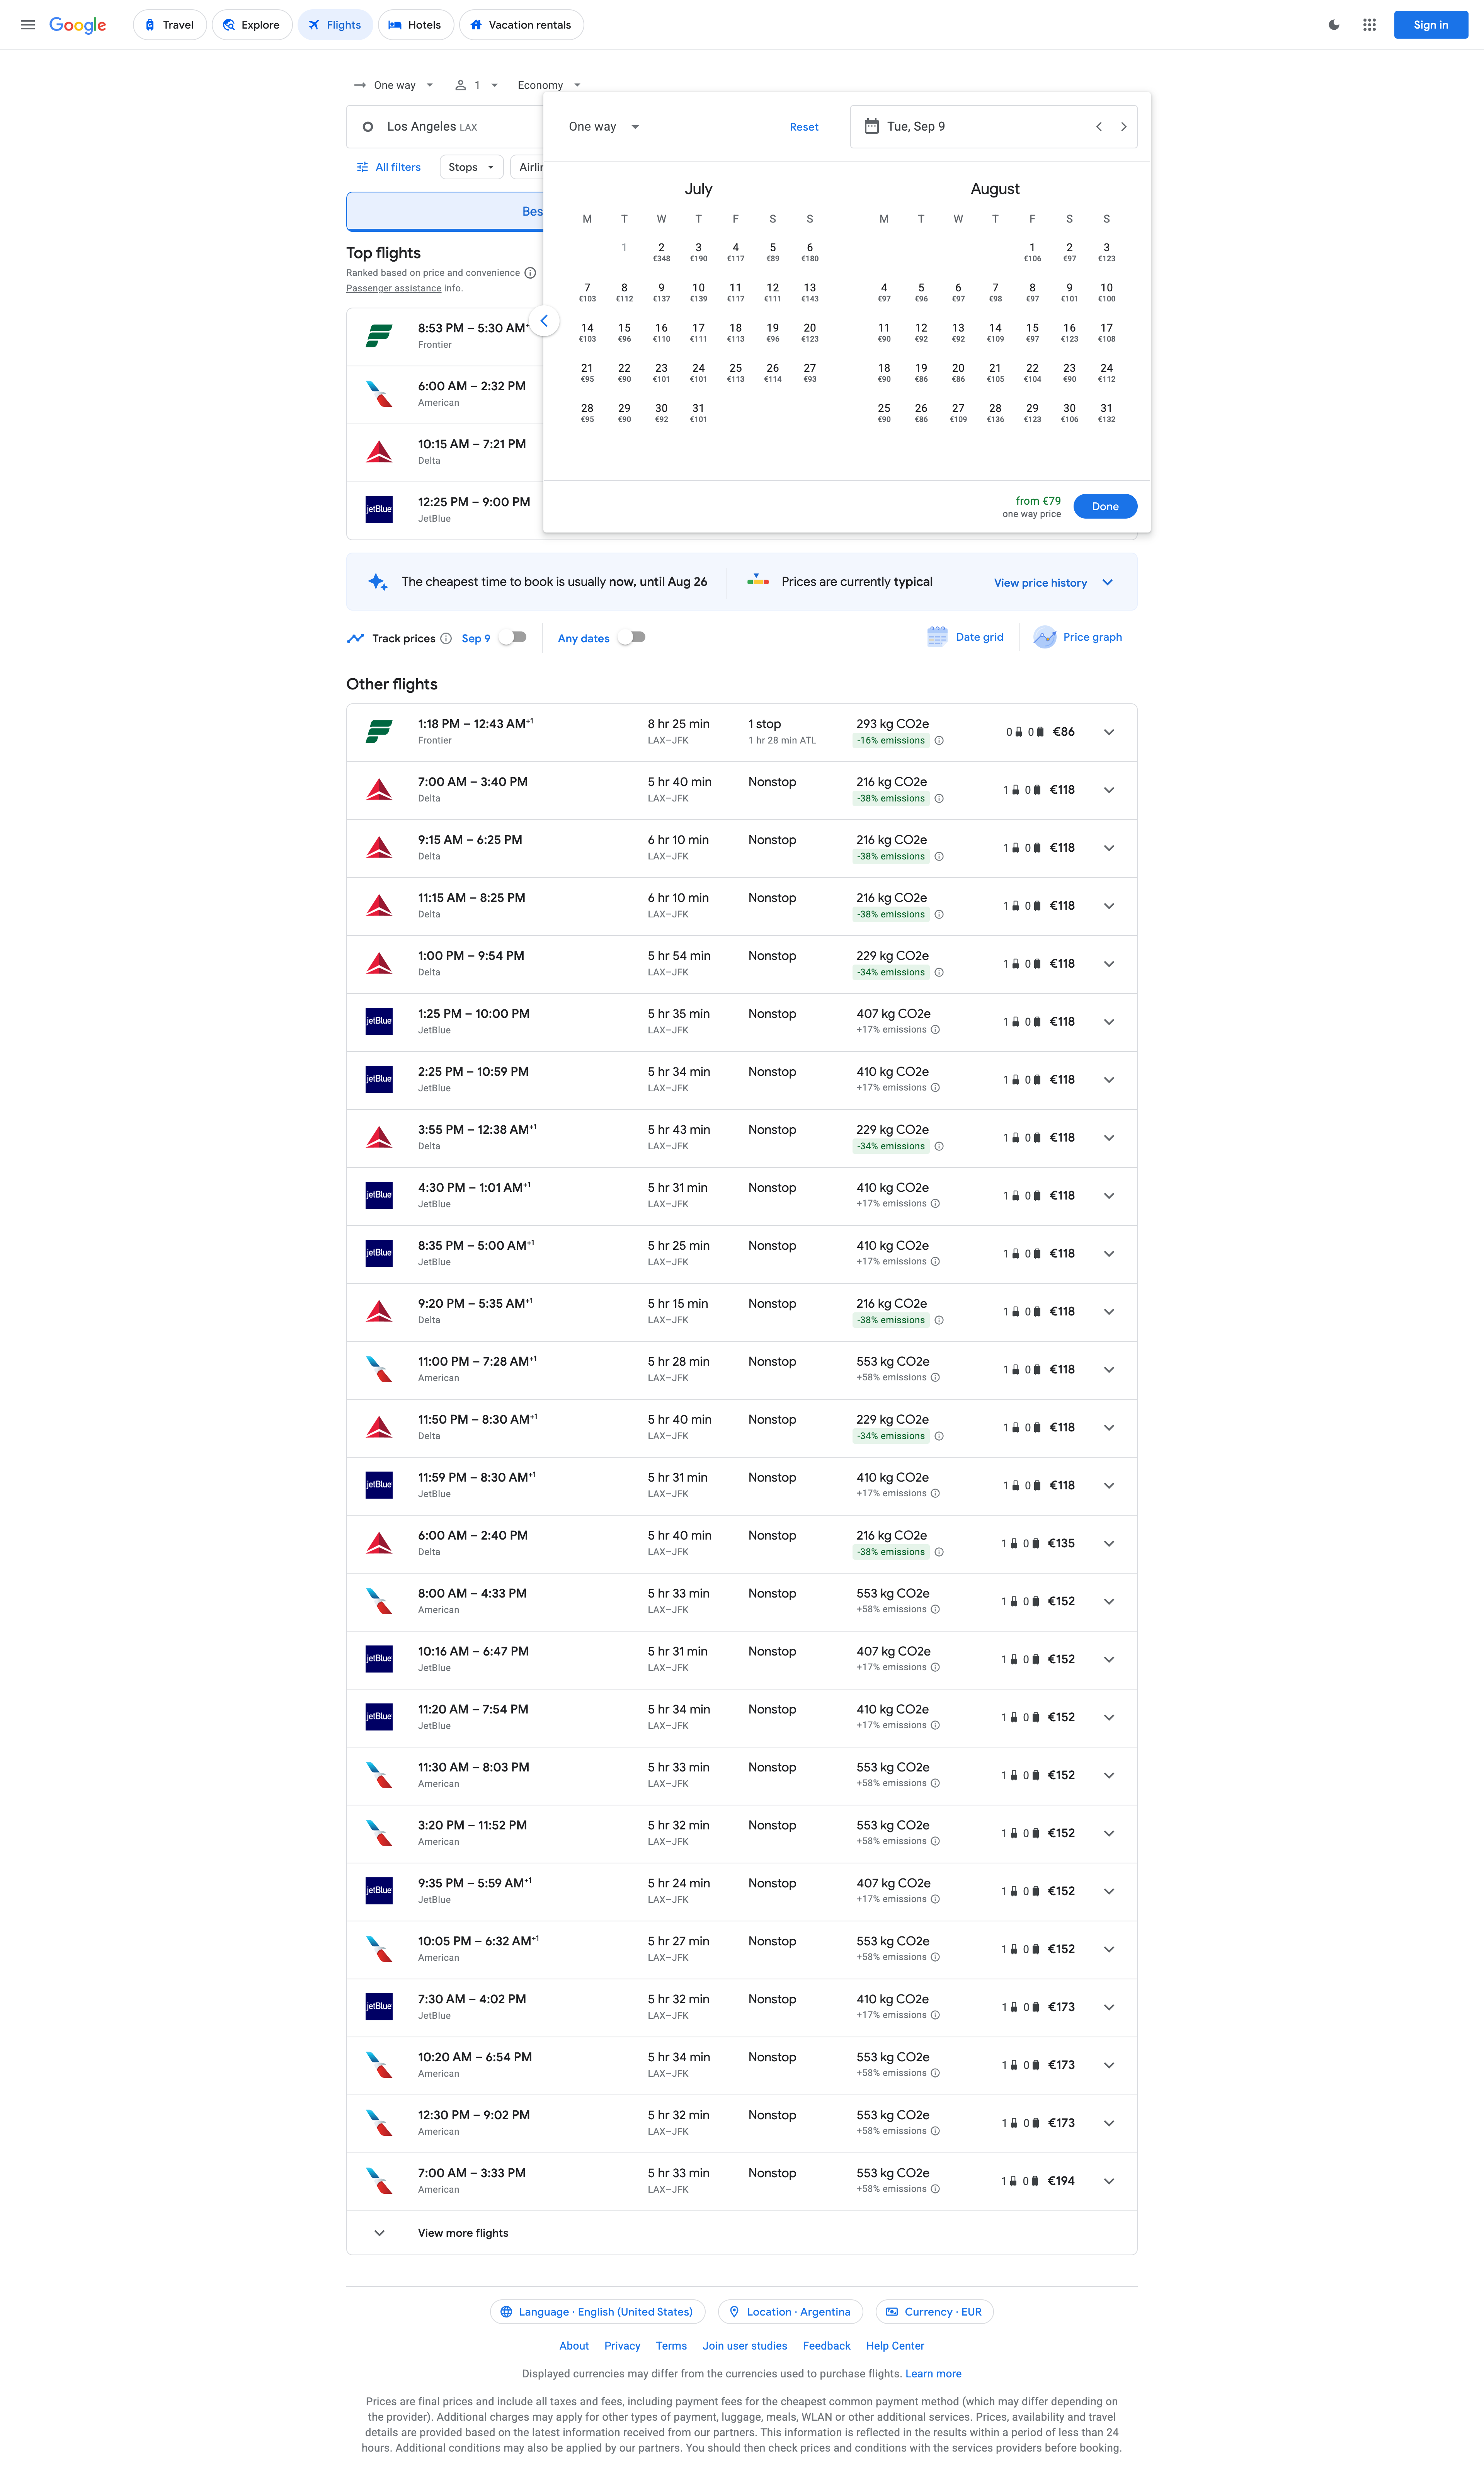 Google
Travel
Explore
Flights
Hotels
Vacation rentals
Sign in
One way
1
Economy
Los Angeles LAX
One way
Reset
Tue, Sep 9
All filters
Stops
Airlin
Bes
July
M T W T F S S
1 2 3 4 5 6
€348 €190 €117 €89 €180
7 8 9 10 11 12 13
€103 €112 €137 €139 €117 €111 €143
14 15 16 17 18 19 20
€103 €96 €110 €111 €113 €96 €123
21 22 23 24 25 26 27
€95 €90 €101 €101 €113 €114 €93
28 29 30 31
€95 €90 €92 €101
August
M T W T F S S
1 2 3
€106 €97 €123
4 5 6 7 8 9 10
€97 €96 €97 €98 €97 €101 €100
11 12 13 14 15 16 17
€90 €92 €92 €109 €97 €123 €108
18 19 20 21 22 23 24
€90 €86 €86 €105 €104 €90 €112
25 26 27 28 29 30 31
€90 €86 €109 €136 €123 €106 €132
from €79
one way price
Done
Top flights
Ranked based on price and convenience
Passenger assistance info.
8:53 PM – 5:30 AM+
Frontier
6:00 AM – 2:32 PM
American
10:15 AM – 7:21 PM
Delta
jetBlue
12:25 PM – 9:00 PM
JetBlue
The cheapest time to book is usually now, until Aug 26
Prices are currently typical
View price history
Track prices
Sep 9
Any dates
Date grid
Price graph
Other flights
1:18 PM – 12:43 AM+1 8 hr 25 min 1 stop 293 kg CO2e 0 0 €86
Frontier LAX–JFK 1 hr 28 min ATL -16% emissions
7:00 AM – 3:40 PM 5 hr 40 min Nonstop 216 kg CO2e 1 0 €118
Delta LAX–JFK -38% emissions
9:15 AM – 6:25 PM 6 hr 10 min Nonstop 216 kg CO2e 1 0 €118
Delta LAX–JFK -38% emissions
11:15 AM – 8:25 PM 6 hr 10 min Nonstop 216 kg CO2e 1 0 €118
Delta LAX–JFK -38% emissions
1:00 PM – 9:54 PM 5 hr 54 min Nonstop 229 kg CO2e 1 0 €118
Delta LAX–JFK -34% emissions
jetBlue 1:25 PM – 10:00 PM 5 hr 35 min Nonstop 407 kg CO2e 1 0 €118
JetBlue LAX–JFK +17% emissions
jetBlue 2:25 PM – 10:59 PM 5 hr 34 min Nonstop 410 kg CO2e 1 0 €118
JetBlue LAX–JFK +17% emissions
3:55 PM – 12:38 AM+1 5 hr 43 min Nonstop 229 kg CO2e 1 0 €118
Delta LAX–JFK -34% emissions
jetBlue 4:30 PM – 1:01 AM+1 5 hr 31 min Nonstop 410 kg CO2e 1 0 €118
JetBlue LAX–JFK +17% emissions
jetBlue 8:35 PM – 5:00 AM+1 5 hr 25 min Nonstop 410 kg CO2e 1 0 €118
JetBlue LAX–JFK +17% emissions
9:20 PM – 5:35 AM+1 5 hr 15 min Nonstop 216 kg CO2e 1 0 €118
Delta LAX–JFK -38% emissions
11:00 PM – 7:28 AM+1 5 hr 28 min Nonstop 553 kg CO2e 1 0 €118
American LAX–JFK +58% emissions
11:50 PM – 8:30 AM+1 5 hr 40 min Nonstop 229 kg CO2e 1 0 €118
Delta LAX–JFK -34% emissions
jetBlue 11:59 PM – 8:30 AM+1 5 hr 31 min Nonstop 410 kg CO2e 1 0 €118
JetBlue LAX–JFK +17% emissions
6:00 AM – 2:40 PM 5 hr 40 min Nonstop 216 kg CO2e 1 0 €135
Delta LAX–JFK -38% emissions
8:00 AM – 4:33 PM 5 hr 33 min Nonstop 553 kg CO2e 1 0 €152
American LAX–JFK +58% emissions
jetBlue 10:16 AM – 6:47 PM 5 hr 31 min Nonstop 407 kg CO2e 1 0 €152
JetBlue LAX–JFK +17% emissions
jetBlue 11:20 AM – 7:54 PM 5 hr 34 min Nonstop 410 kg CO2e 1 0 €152
JetBlue LAX–JFK +17% emissions
11:30 AM – 8:03 PM 5 hr 33 min Nonstop 553 kg CO2e 1 0 €152
American LAX–JFK +58% emissions
3:20 PM – 11:52 PM 5 hr 32 min Nonstop 553 kg CO2e 1 0 €152
American LAX–JFK +58% emissions
jetBlue 9:35 PM – 5:59 AM+1 5 hr 24 min Nonstop 407 kg CO2e 1 0 €152
JetBlue LAX–JFK +17% emissions
10:05 PM – 6:32 AM+1 5 hr 27 min Nonstop 553 kg CO2e 1 0 €152
American LAX–JFK +58% emissions
jetBlue 7:30 AM – 4:02 PM 5 hr 32 min Nonstop 410 kg CO2e 1 0 €173
JetBlue LAX–JFK +17% emissions
10:20 AM – 6:54 PM 5 hr 34 min Nonstop 553 kg CO2e 1 0 €173
American LAX–JFK +58% emissions
12:30 PM – 9:02 PM 5 hr 32 min Nonstop 553 kg CO2e 1 0 €173
American LAX–JFK +58% emissions
7:00 AM – 3:33 PM 5 hr 33 min Nonstop 553 kg CO2e 1 0 €194
American LAX–JFK +58% emissions
View more flights
Language · English (United States)
Location · Argentina
Currency · EUR
About Privacy Terms Join user studies Feedback Help Center
Displayed currencies may differ from the currencies used to purchase flights. Learn more
Prices are final prices and include all taxes and fees, including payment fees for the cheapest common payment method (which may differ depending on
the provider). Additional charges may apply for other types of payment, luggage, meals, WLAN or other additional services. Prices, availability and travel
details are provided based on the latest information received from our partners. This information is reflected in the results within a period of less than 24
hours. Additional conditions may also be applied by our partners. You should then check prices and conditions with the services providers before booking.